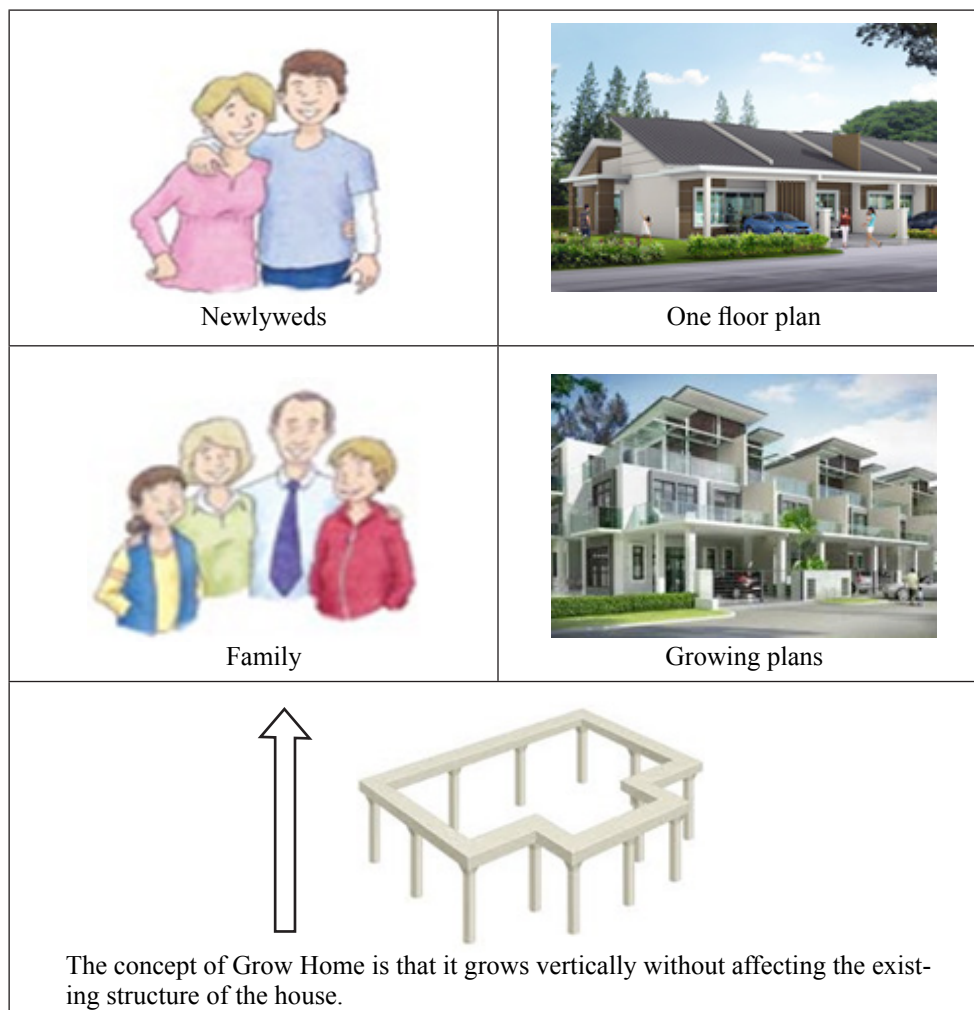 Newlyweds
One floor plan
Family
Growing plans
The concept of Grow Home is that it grows vertically without affecting the exist-
ing structure of the house.